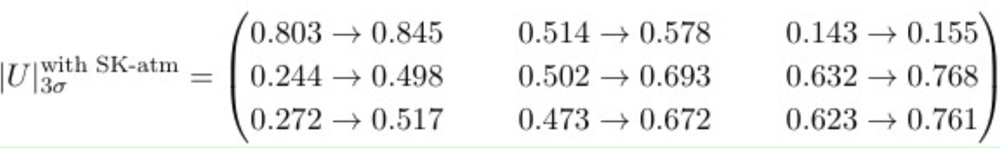 0.803 → 0.845 0.514 → 0.578 0.143 → 0.155
|U|₃σ^with SK-atm = 0.244 → 0.498 0.502 → 0.693 0.632 → 0.768
0.272 → 0.517 0.473 → 0.672 0.623 → 0.761